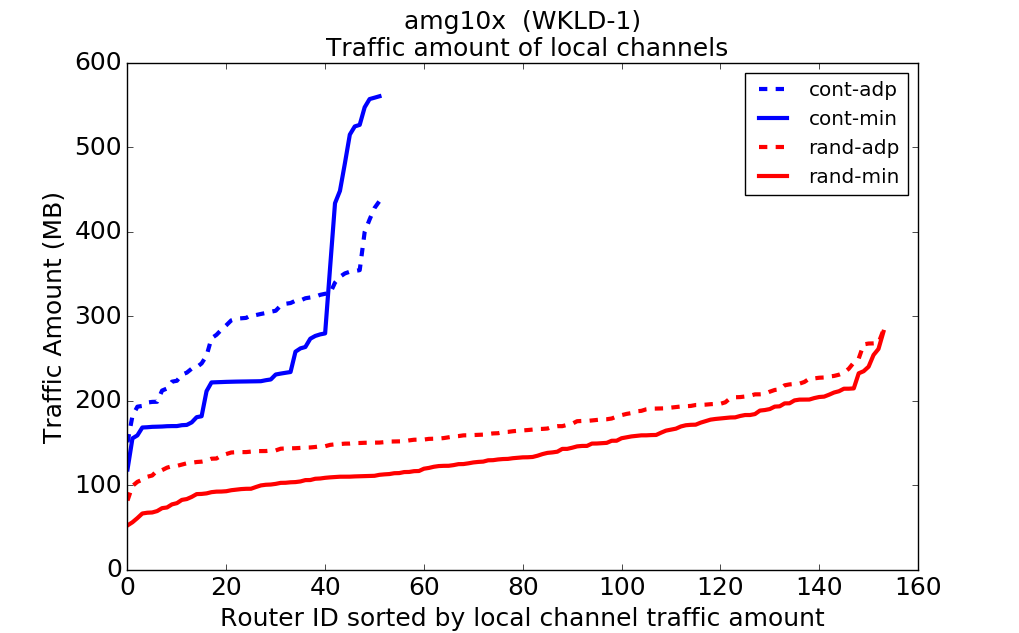 amg10x  (WKLD-1)
Traffic amount of local channels
600
500
400
300
200
100
0
Traffic Amount (MB)
cont-adp
cont-min
rand-adp
rand-min
0 20 40 60 80 100 120 140 160
Router ID sorted by local channel traffic amount